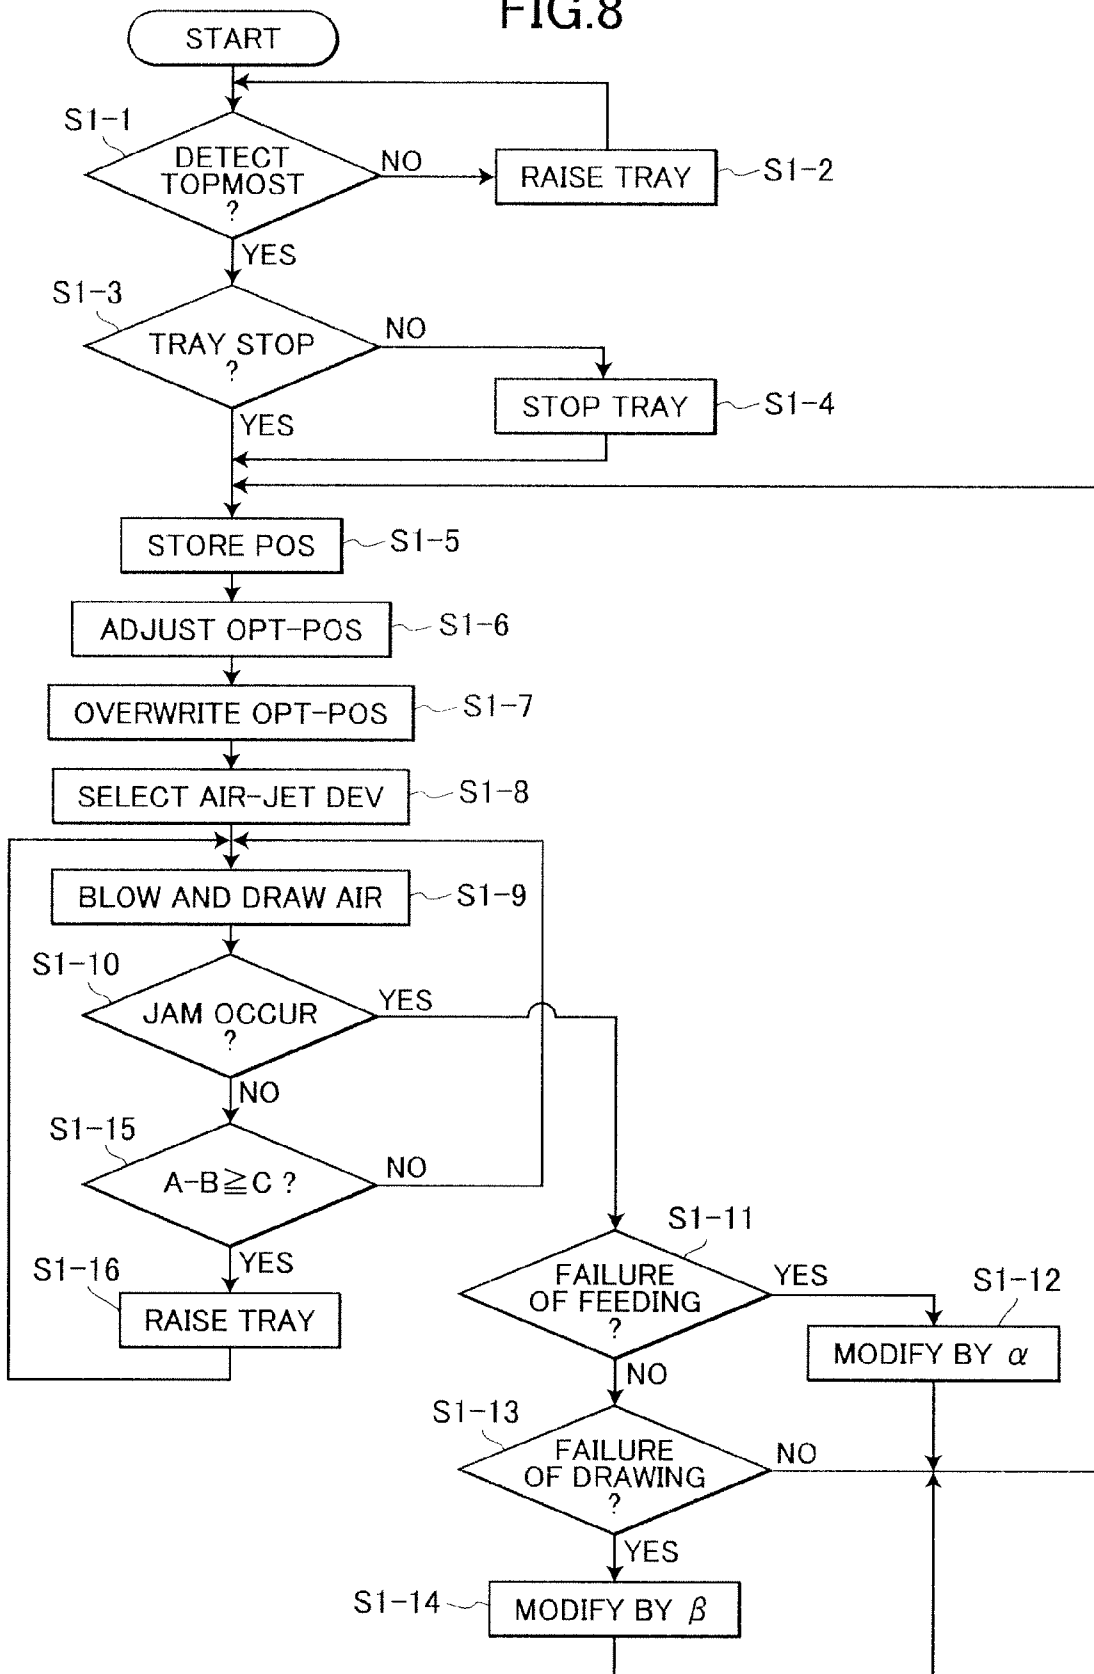 FIG.8
START
S1-1
DETECT
TOPMOST
?
NO
RAISE TRAY
S1-2
YES
S1-3
TRAY STOP
?
NO
STOP TRAY
S1-4
YES
STORE POS
S1-5
ADJUST OPT-POS
S1-6
OVERWRITE OPT-POS
S1-7
SELECT AIR-JET DEV
S1-8
BLOW AND DRAW AIR
S1-9
S1-10
JAM OCCUR
?
YES
NO
S1-15
A-B≧C ?
NO
YES
S1-16
RAISE TRAY
S1-11
FAILURE
OF FEEDING
?
YES
S1-12
MODIFY BY α
NO
S1-13
FAILURE
OF DRAWING
?
NO
YES
S1-14
MODIFY BY β